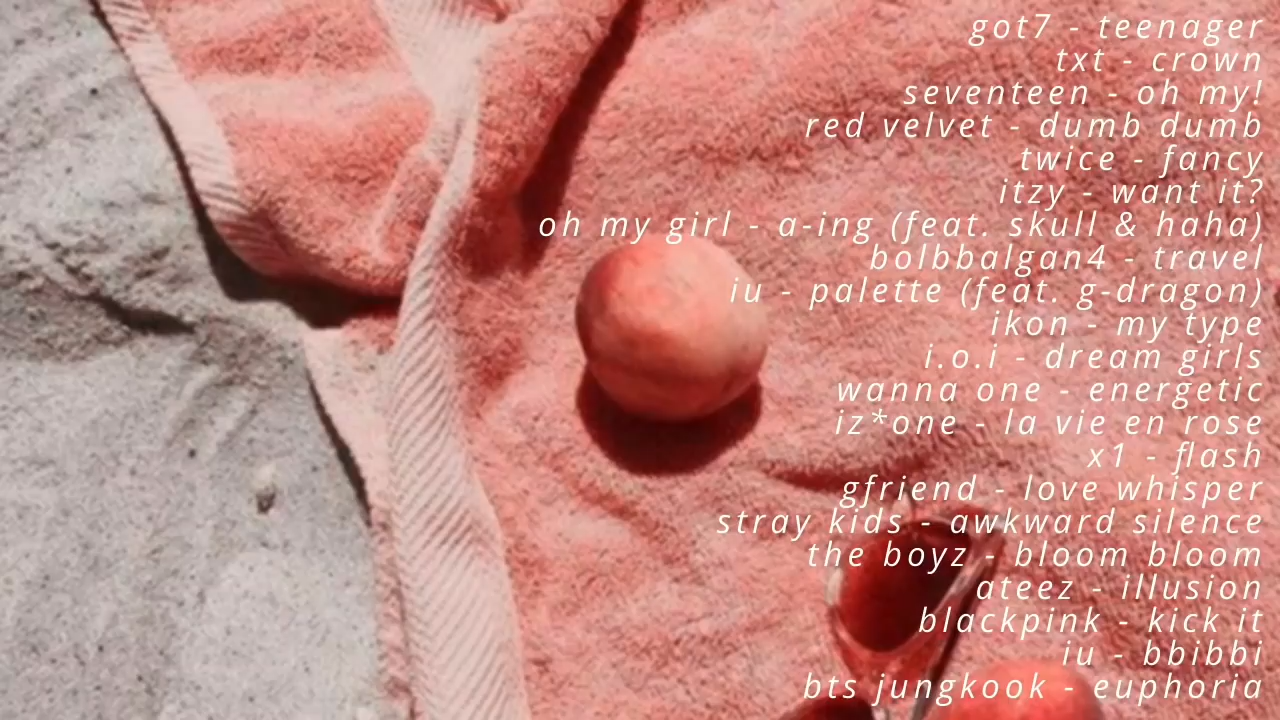 got7 - teenager
txt - crown
seventeen - oh my!
red velvet - dumb dumb
twice - fancy
itzy - want it?
oh my girl - a-ing (feat. skull & haha)
bolbbalgan4 - travel
iu - palette (feat. g-dragon)
ikon - my type
i.o.i - dream girls
wanna one - energetic
iz*one - la vie en rose
x1 - flash
gfriend - love whisper
stray kids - awkward silence
the boyz - bloom bloom
ateez - illusion
blackpink - kick it
iu - bbibbi
bts jungkook - euphoria